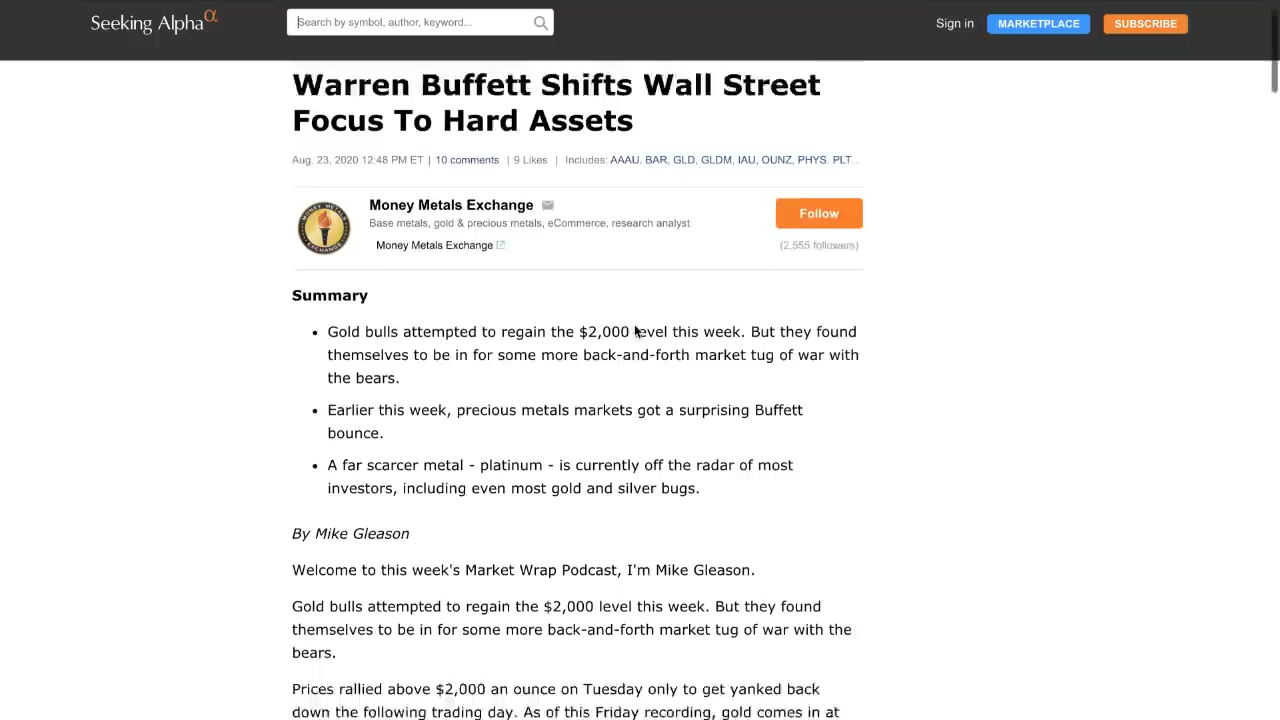 Seeking Alpha α
Search by symbol, author, keyword...
Sign in
MARKETPLACE
SUBSCRIBE
Warren Buffett Shifts Wall Street
Focus To Hard Assets
Aug. 23, 2020 12:48 PM ET | 10 comments | 9 Likes | Includes: AAAU, BAR, GLD, GLDM, IAU, OUNZ, PHYS, PLT...
MONEY METALS EXCHANGE
Money Metals Exchange
Base metals, gold & precious metals, eCommerce, research analyst
Money Metals Exchange
Follow
(2,555 followers)
Summary
• Gold bulls attempted to regain the $2,000 level this week. But they found
themselves to be in for some more back-and-forth market tug of war with
the bears.
• Earlier this week, precious metals markets got a surprising Buffett
bounce.
• A far scarcer metal - platinum - is currently off the radar of most
investors, including even most gold and silver bugs.
By Mike Gleason
Welcome to this week's Market Wrap Podcast, I'm Mike Gleason.
Gold bulls attempted to regain the $2,000 level this week. But they found
themselves to be in for some more back-and-forth market tug of war with the
bears.
Prices rallied above $2,000 an ounce on Tuesday only to get yanked back
down the following trading day. As of this Friday recording, gold comes in at